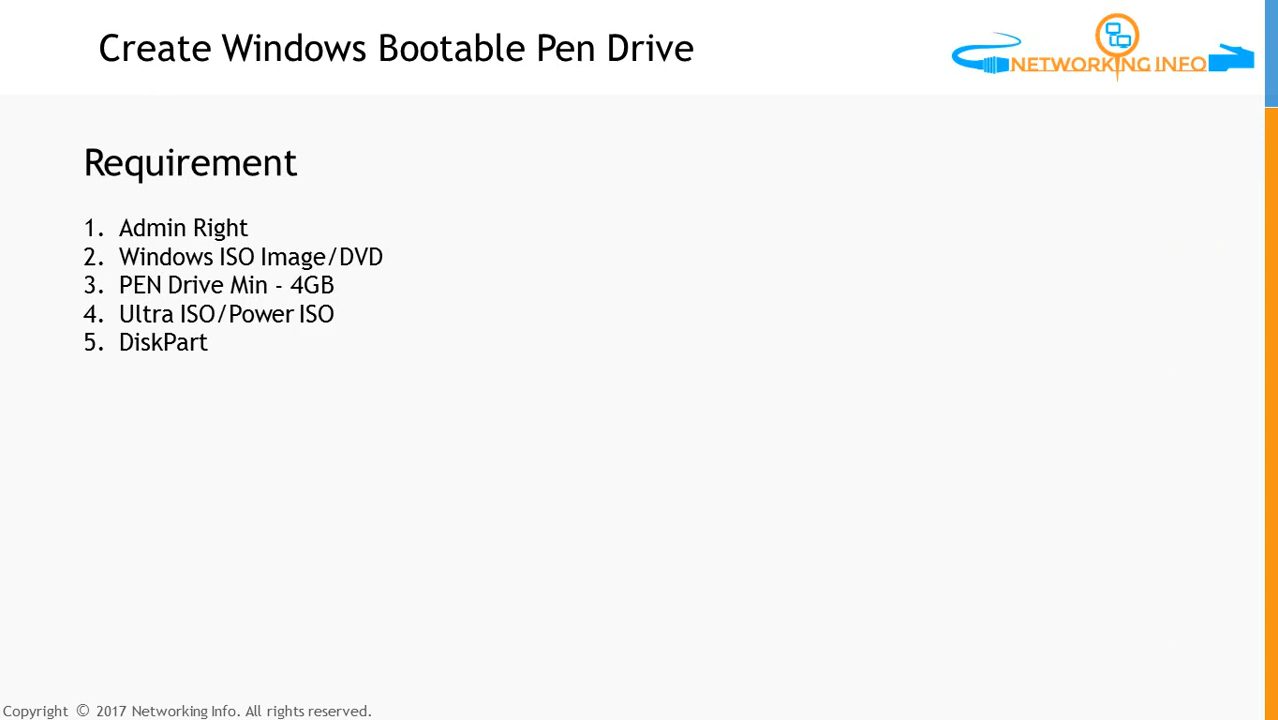 Create Windows Bootable Pen Drive
NETWORKING INFO
Requirement
1. Admin Right
2. Windows ISO Image/DVD
3. PEN Drive Min - 4GB
4. Ultra ISO/Power ISO
5. DiskPart
Copyright © 2017 Networking Info. All rights reserved.